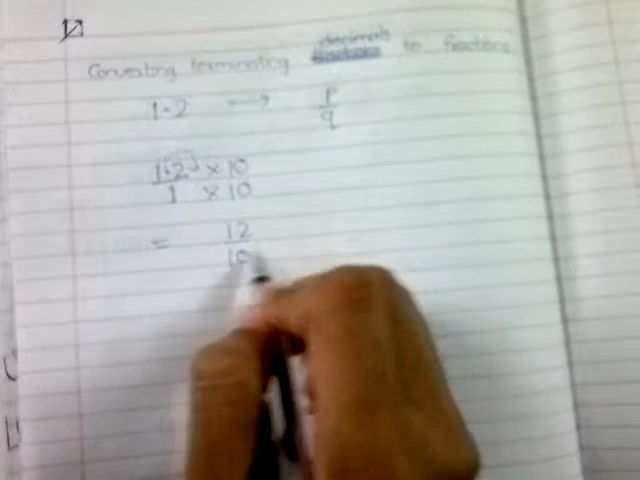 Converting terminating decimals to fractions
1.2 → p/q
1.2 × 10
1 × 10
= 12
10